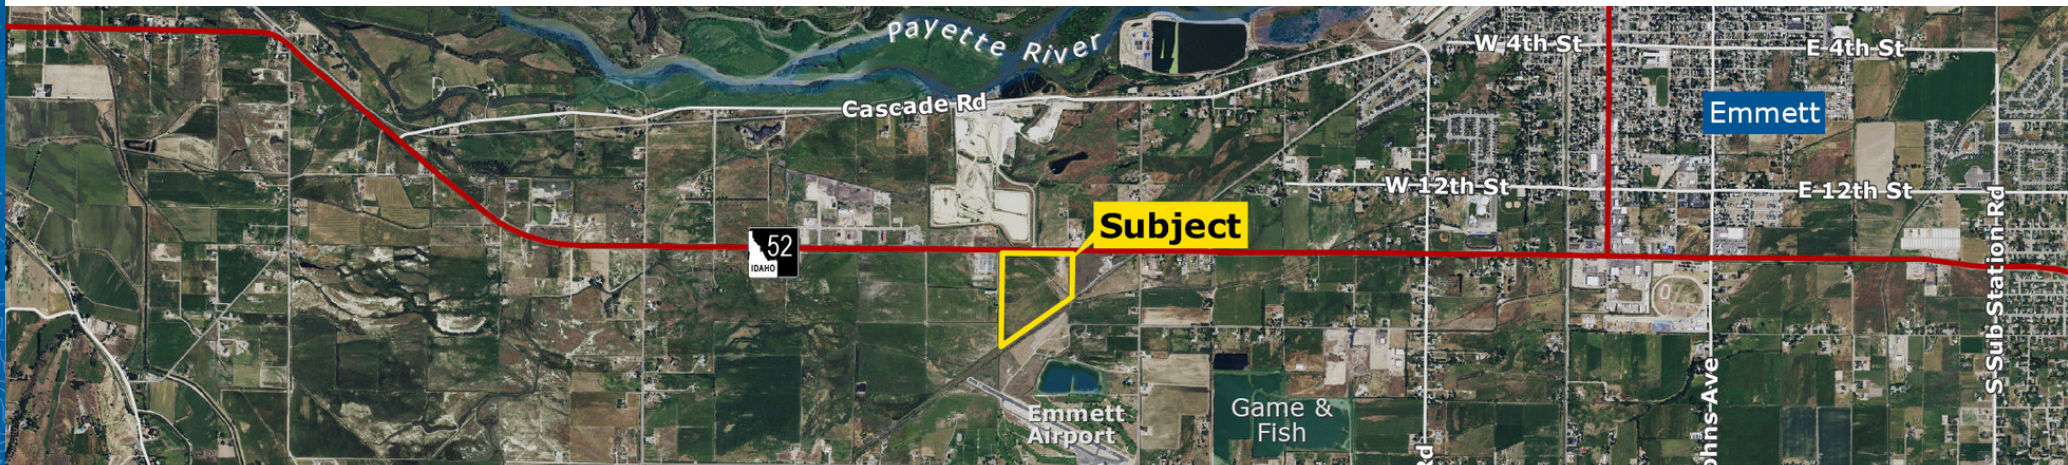 Payette River
W 4th St
E 4th St
Cascade Rd
Emmett
W 12th St
E 12th St
Subject
52
IDAHO
S Sub Station Rd
Emmett
Airport
Game &
Fish
Rd
ohns Ave